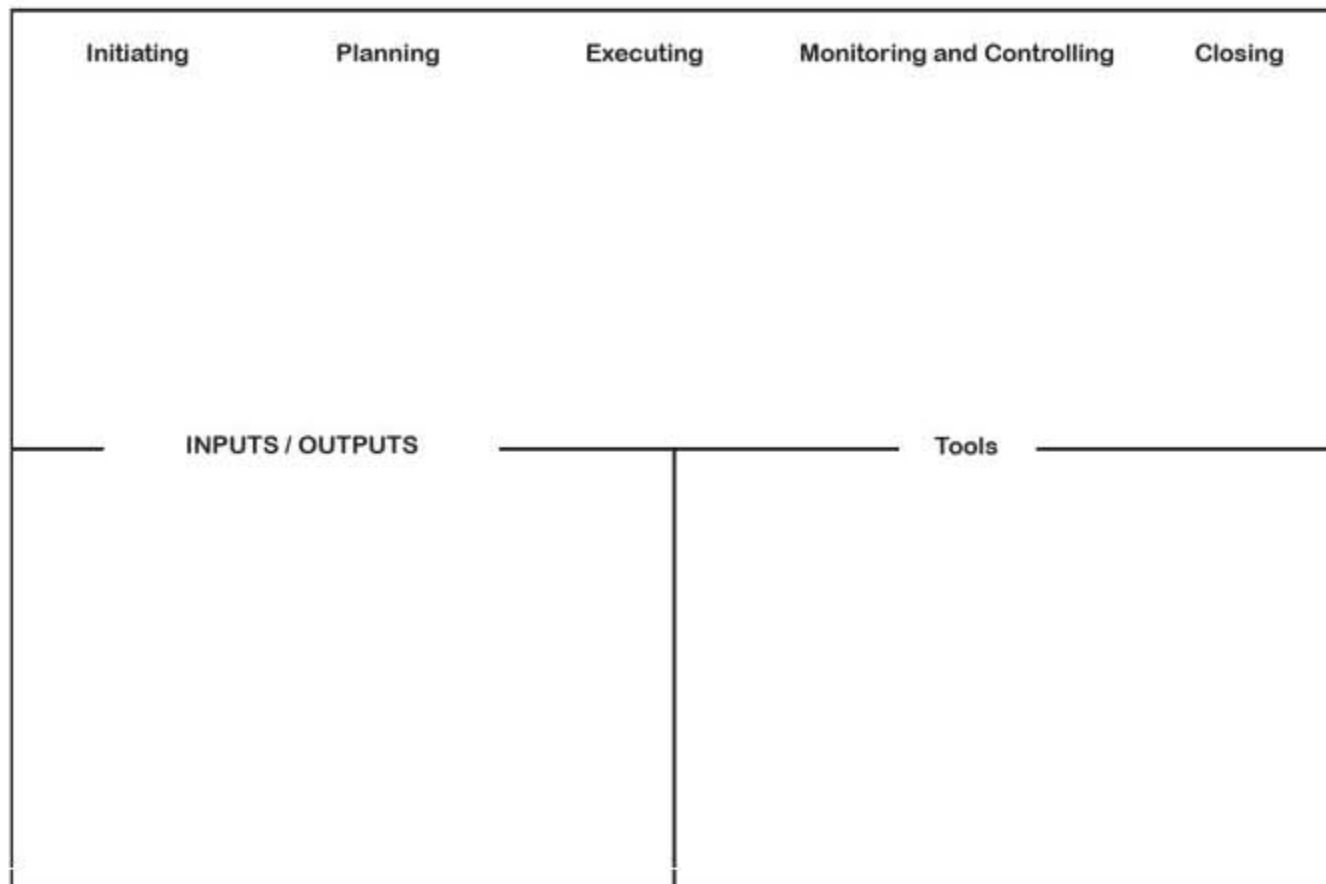 Initiating Planning Executing Monitoring and Controlling Closing
INPUTS / OUTPUTS Tools